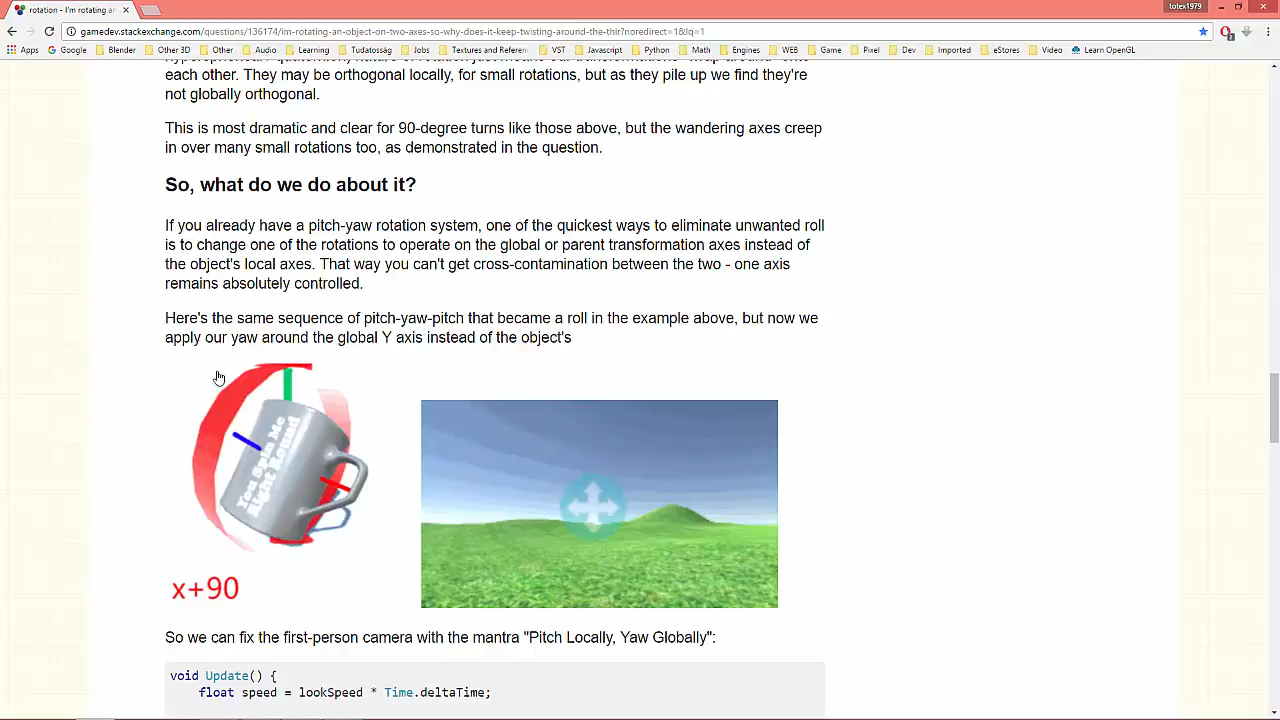 rotation - I'm rotating an
totex1979
gamedev.stackexchange.com/questions/136174/im-rotating-an-object-on-two-axes-so-why-does-it-keep-twisting-around-the-thir?noredirect=1&lq=1
Apps Google Blender Other 3D Other Audio Learning Tudatosság Jobs Textures and Referen VST Javascript Python Math Engines WEB Game Pixel Dev Imported eStores Video Learn OpenGL
each other. They may be orthogonal locally, for small rotations, but as they pile up we find they're
not globally orthogonal.
This is most dramatic and clear for 90-degree turns like those above, but the wandering axes creep
in over many small rotations too, as demonstrated in the question.
So, what do we do about it?
If you already have a pitch-yaw rotation system, one of the quickest ways to eliminate unwanted roll
is to change one of the rotations to operate on the global or parent transformation axes instead of
the object's local axes. That way you can't get cross-contamination between the two - one axis
remains absolutely controlled.
Here's the same sequence of pitch-yaw-pitch that became a roll in the example above, but now we
apply our yaw around the global Y axis instead of the object's
You Spin Me
Right Round
x+90
So we can fix the first-person camera with the mantra "Pitch Locally, Yaw Globally":
void Update() {
float speed = lookSpeed * Time.deltaTime;